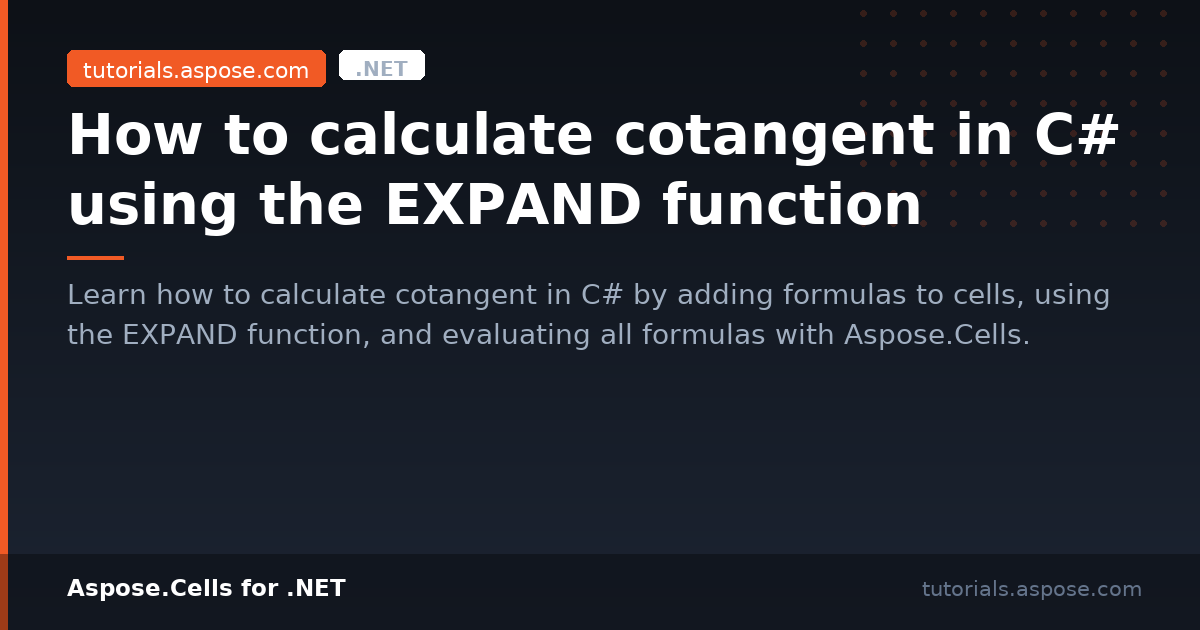 tutorials.aspose.com
.NET
How to calculate cotangent in C#
using the EXPAND function
Learn how to calculate cotangent in C# by adding formulas to cells, using
the EXPAND function, and evaluating all formulas with Aspose.Cells.
Aspose.Cells for .NET
tutorials.aspose.com